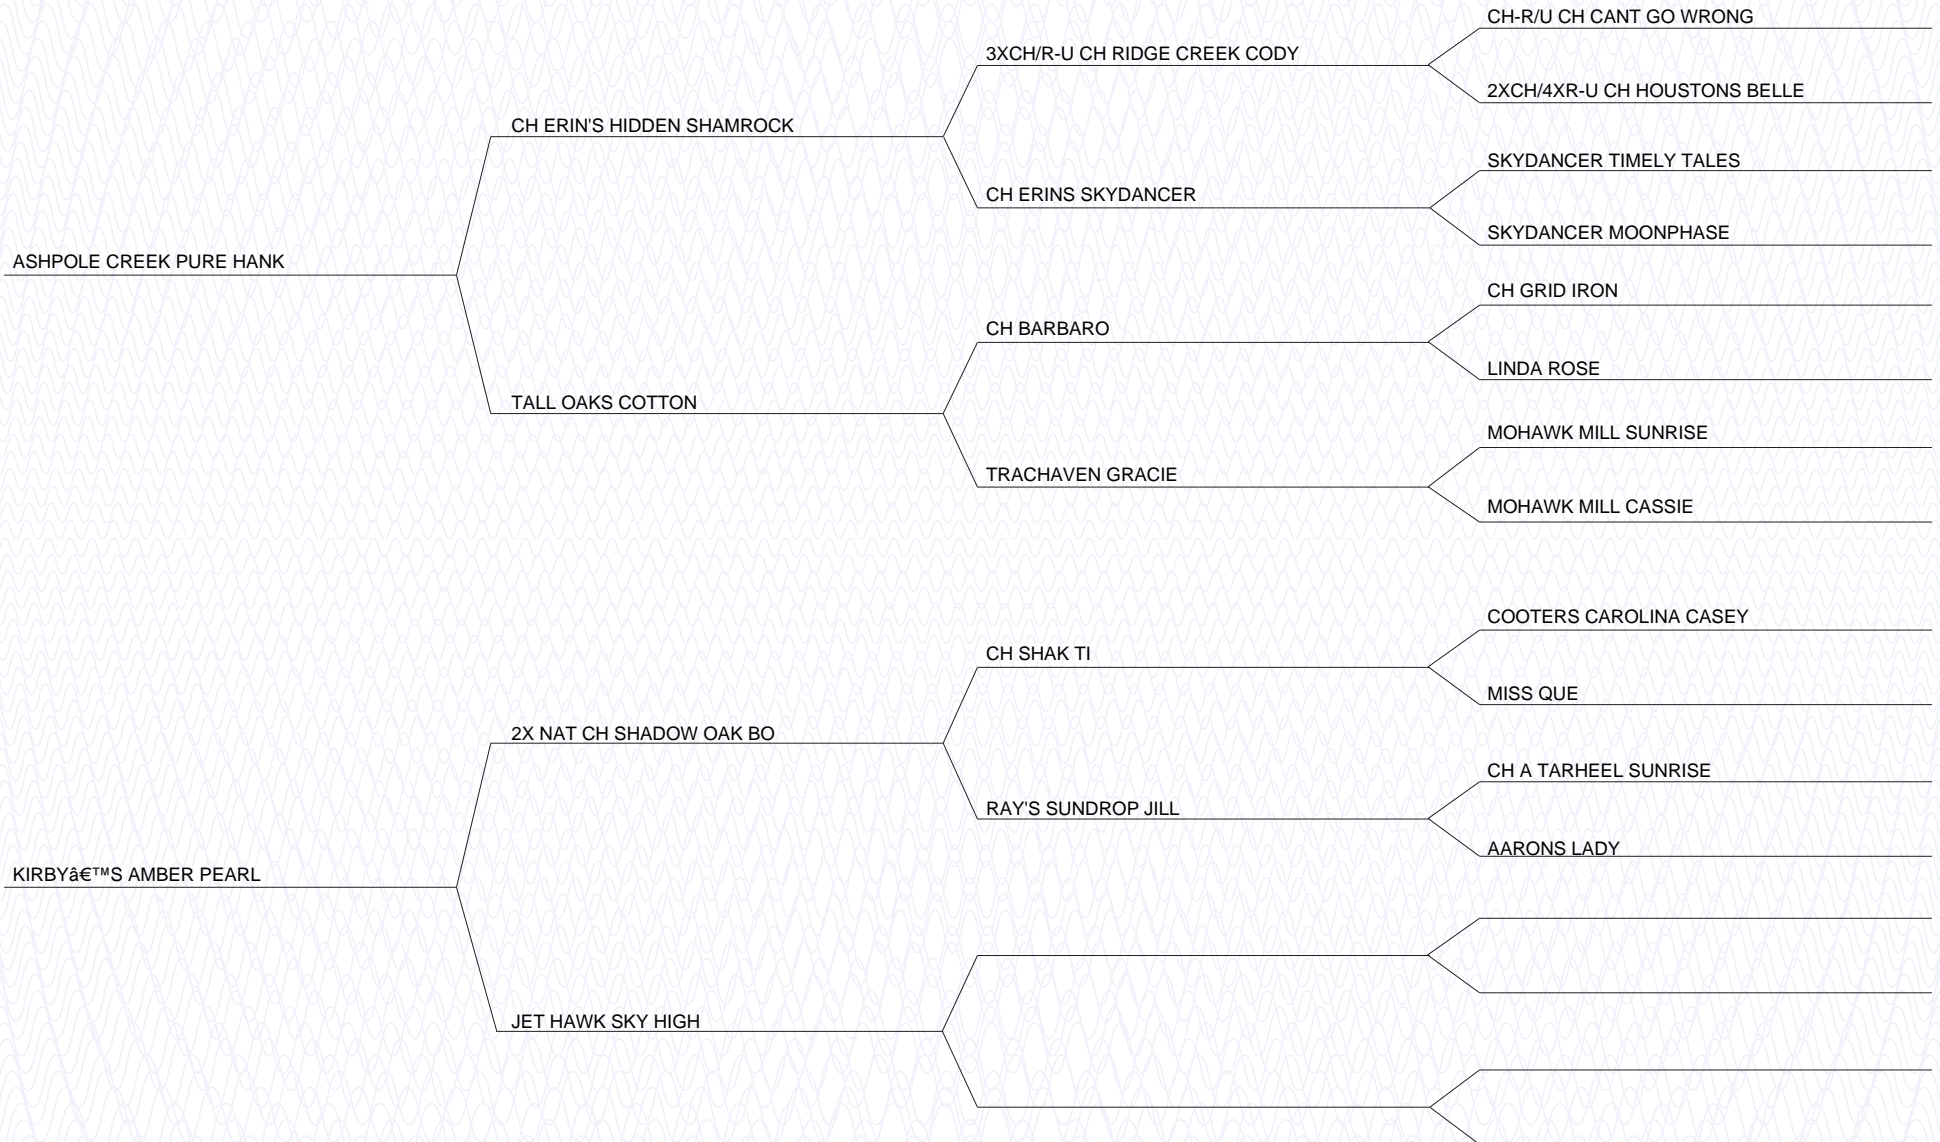 CH-R/U CH CANT GO WRONG
3XCH/R-U CH RIDGE CREEK CODY
2XCH/4XR-U CH HOUSTONS BELLE
CH ERIN'S HIDDEN SHAMROCK
SKYDANCER TIMELY TALES
CH ERINS SKYDANCER
SKYDANCER MOONPHASE
ASHPOLE CREEK PURE HANK
CH GRID IRON
CH BARBARO
LINDA ROSE
TALL OAKS COTTON
MOHAWK MILL SUNRISE
TRACHAVEN GRACIE
MOHAWK MILL CASSIE
COOTERS CAROLINA CASEY
CH SHAK TI
MISS QUE
2X NAT CH SHADOW OAK BO
CH A TARHEEL SUNRISE
RAY'S SUNDROP JILL
AARONS LADY
KIRBYâ€™S AMBER PEARL
JET HAWK SKY HIGH